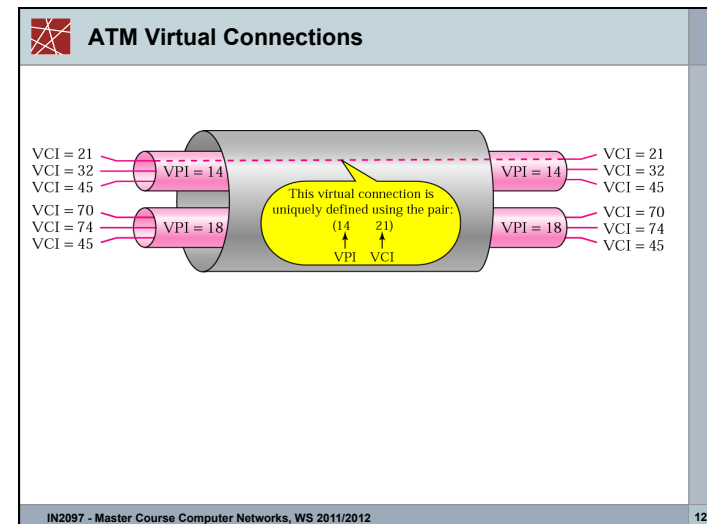 ATM Virtual Connections
VCI = 21
VCI = 32
VCI = 45
VPI = 14
VCI = 70
VCI = 74
VCI = 45
VPI = 18
This virtual connection is
uniquely defined using the pair:
(14 21)
VPI VCI
VPI = 14
VCI = 21
VCI = 32
VCI = 45
VPI = 18
VCI = 70
VCI = 74
VCI = 45
IN2097 - Master Course Computer Networks, WS 2011/2012 12